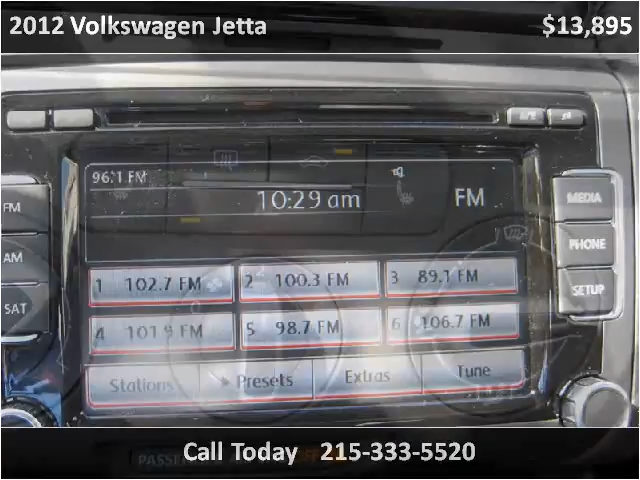 2012 Volkswagen Jetta $13,895
96.1 FM
10:29 am FM
FM MEDIA
AM PHONE
SAT SETUP
1 102.7 FM 2 100.3 FM 3 89.1 FM
4 101.9 FM 5 98.7 FM 6 106.7 FM
Stations Presets Extras Tune
Call Today 215-333-5520
PASSENGER